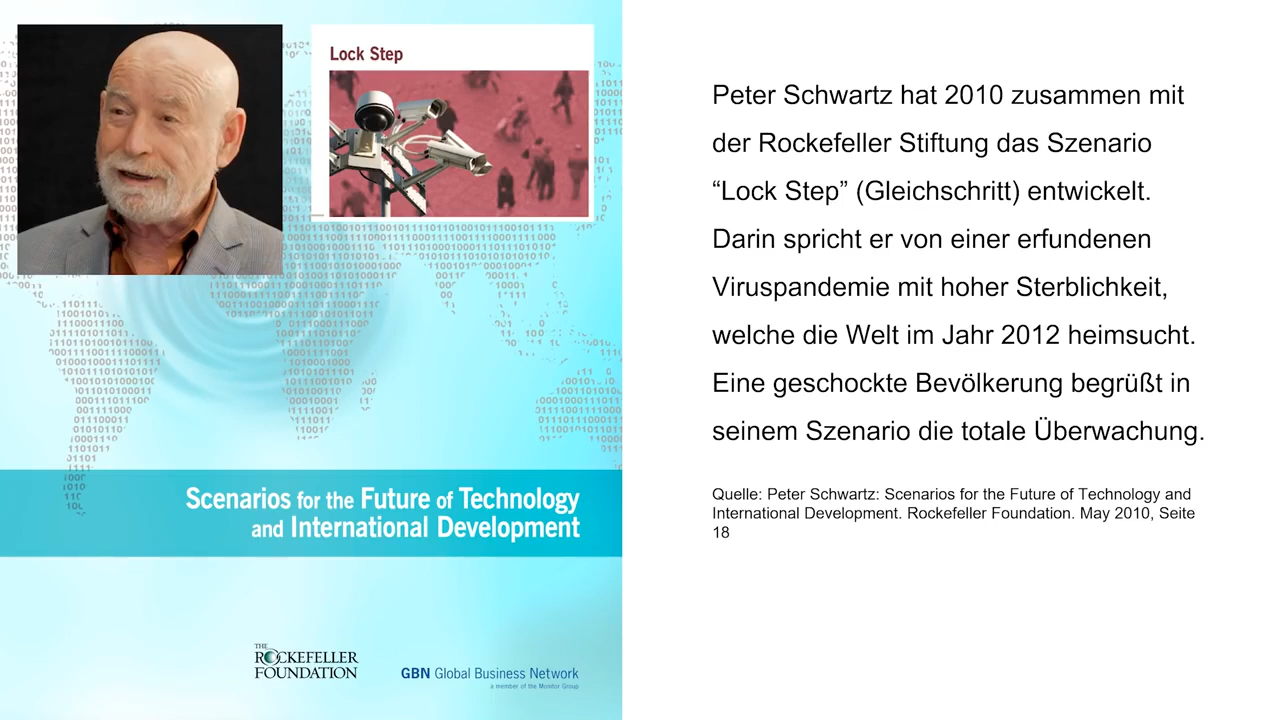 Lock Step
Peter Schwartz hat 2010 zusammen mit
der Rockefeller Stiftung das Szenario
“Lock Step” (Gleichschritt) entwickelt.
Darin spricht er von einer erfundenen
Viruspandemie mit hoher Sterblichkeit,
welche die Welt im Jahr 2012 heimsucht.
Eine geschockte Bevölkerung begrüßt in
seinem Szenario die totale Überwachung.
Quelle: Peter Schwartz: Scenarios for the Future of Technology and
International Development. Rockefeller Foundation. May 2010, Seite
18
Scenarios for the Future of Technology
and International Development
THE
ROCKEFELLER
FOUNDATION
GBN Global Business Network
a member of the Monitor Group